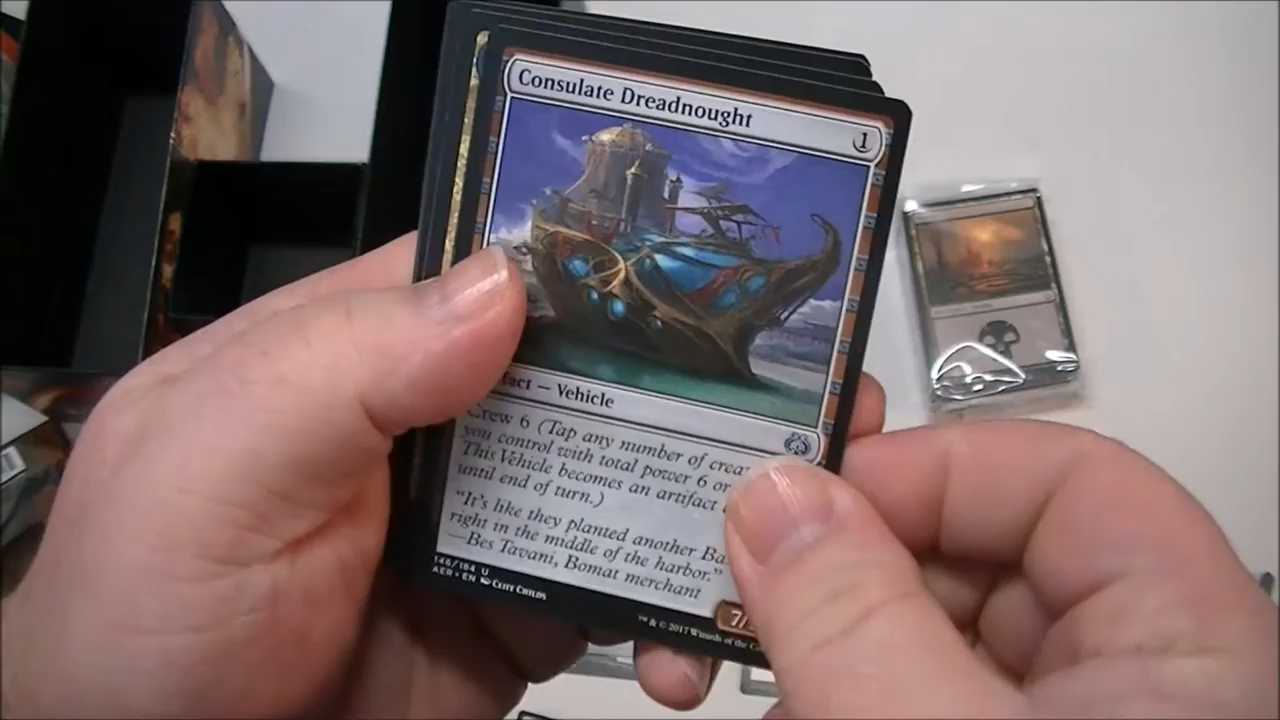 Consulate Dreadnought
1
fact — Vehicle
Crew 6 (Tap any number of crea
you control with total power 6 or
This Vehicle becomes an artifact
until end of turn.)
"It's like they planted another Ba
right in the middle of the harbor."
—Bes Tavani, Bomat merchant
146/184 U
AER • EN Cliff Childs
™ & © 2017 Wizards of the C
7/